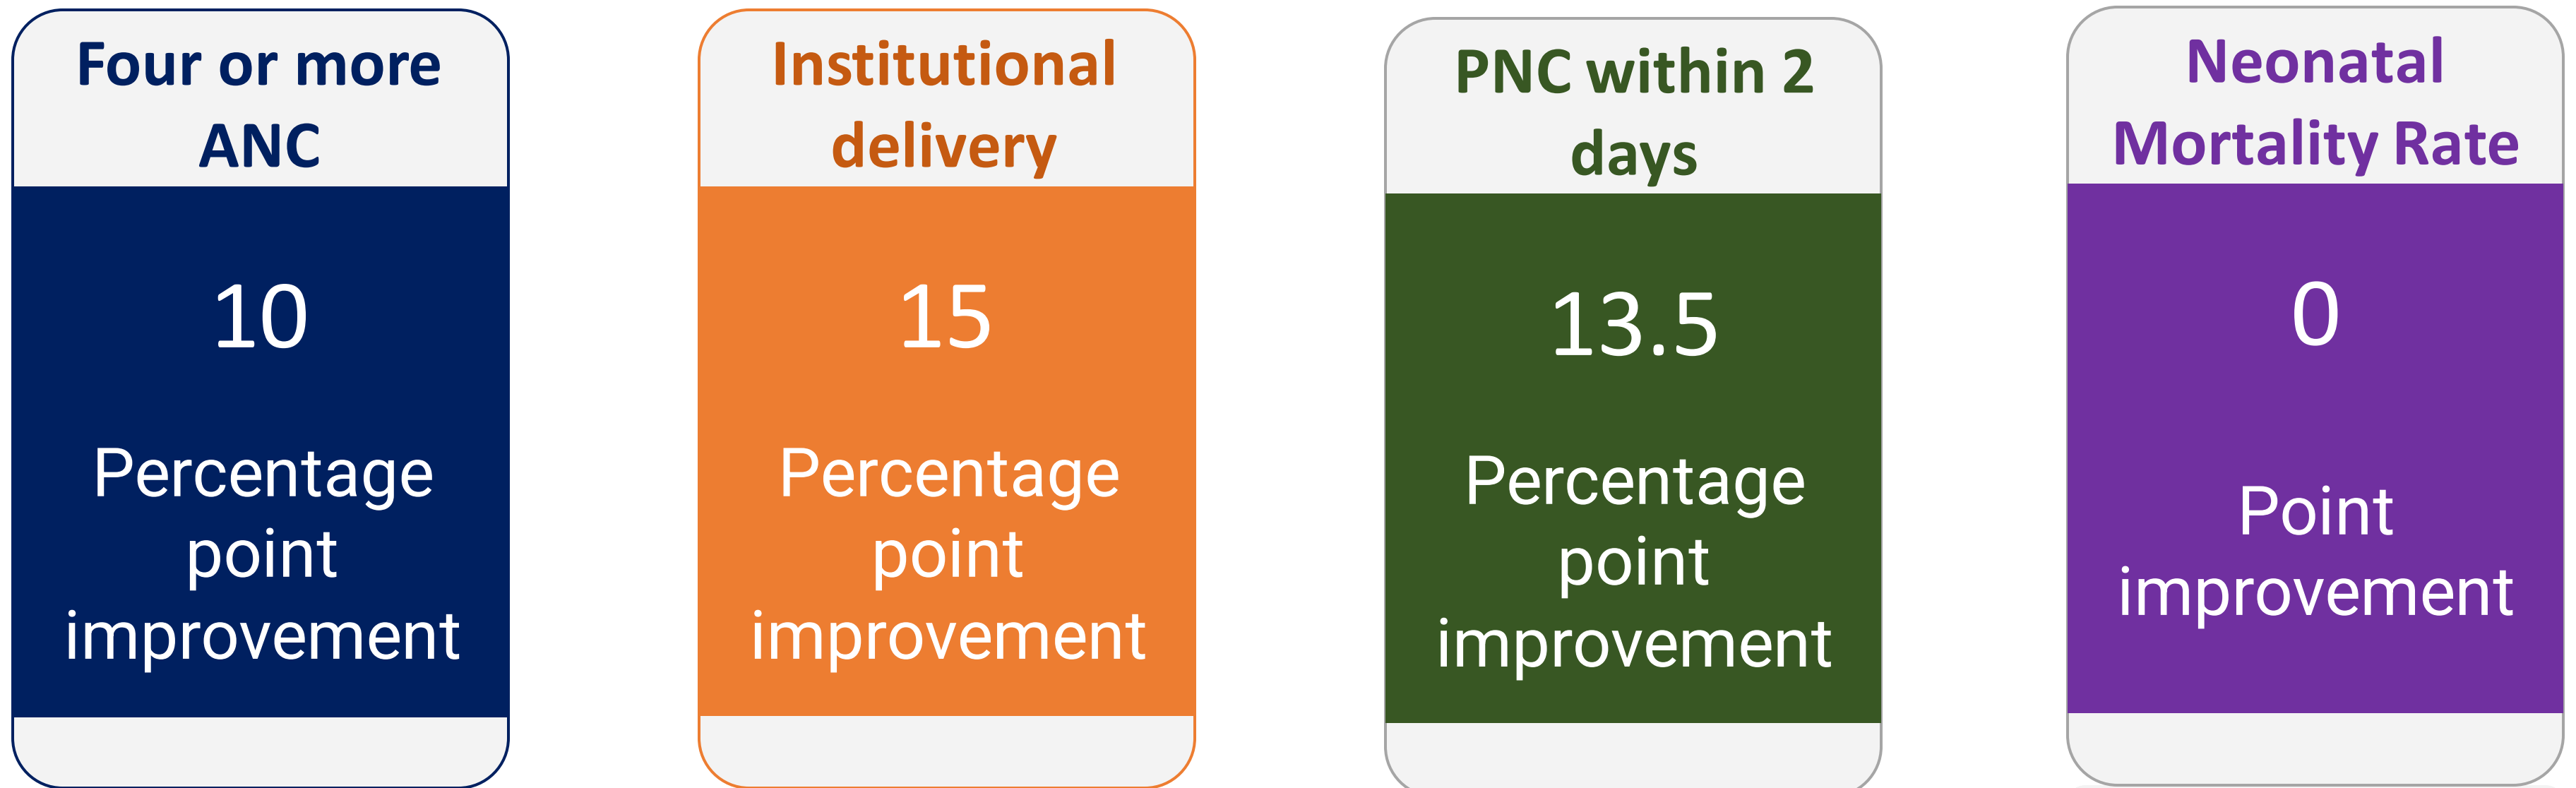 Four or more
ANC
10
Percentage
point
improvement
Institutional
delivery
15
Percentage
point
improvement
PNC within 2
days
13.5
Percentage
point
improvement
Neonatal
Mortality Rate
0
Point
improvement